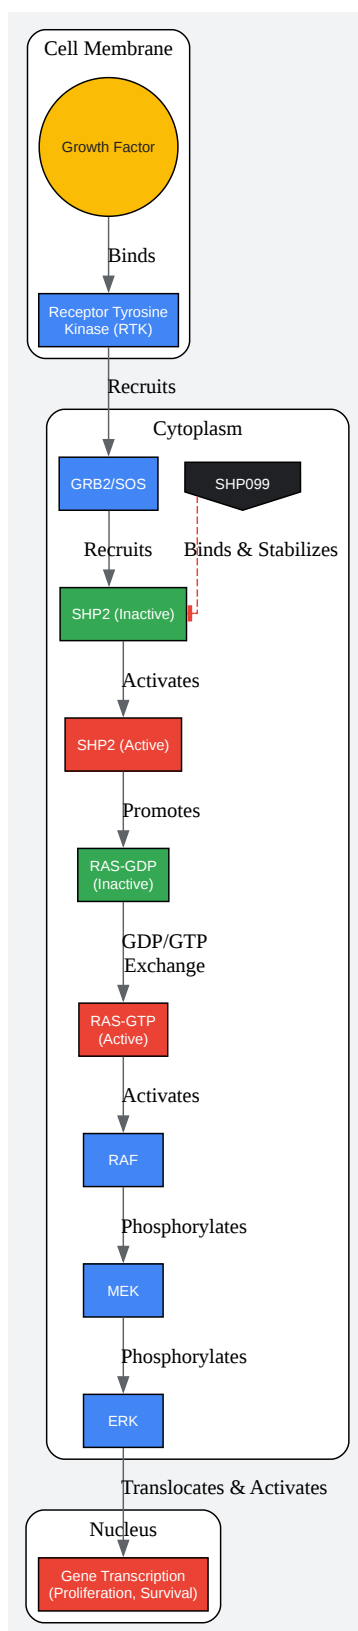 Cell Membrane
Growth Factor
Binds
Receptor Tyrosine
Kinase (RTK)
Recruits
Cytoplasm
GRB2/SOS
SHP099
Recruits
Binds & Stabilizes
SHP2 (Inactive)
Activates
SHP2 (Active)
Promotes
RAS-GDP
(Inactive)
GDP/GTP
Exchange
RAS-GTP
(Active)
Activates
RAF
Phosphorylates
MEK
Phosphorylates
ERK
Translocates & Activates
Nucleus
Gene Transcription
(Proliferation, Survival)